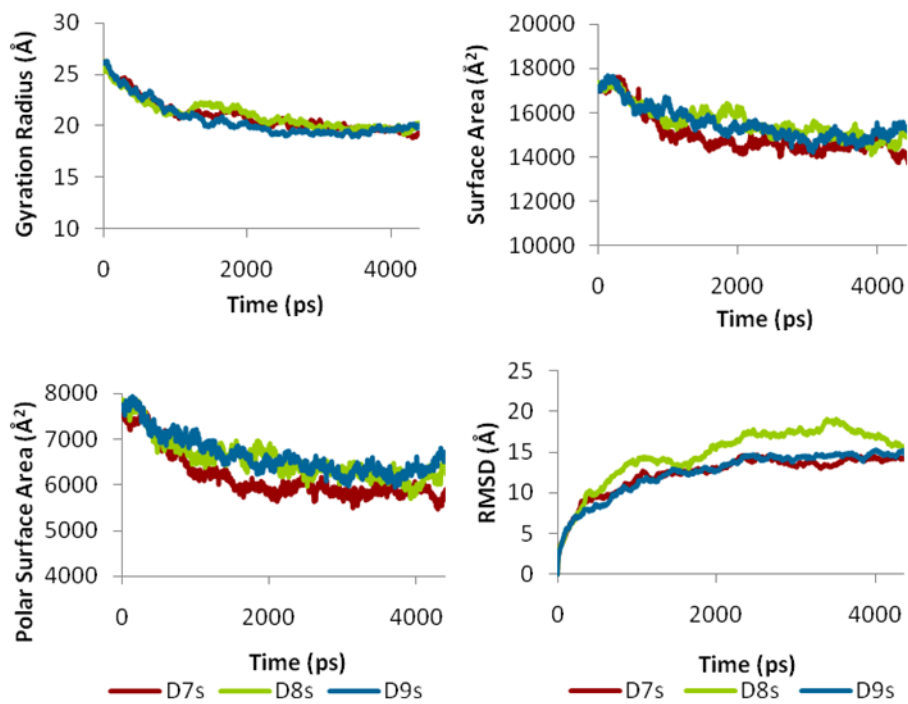 Gyration Radius (Å)
30
25
20
15
10
0 2000 4000
Time (ps)
Surface Area (Å²)
20000
18000
16000
14000
12000
10000
0 2000 4000
Time (ps)
Polar Surface Area (Å²)
8000
7000
6000
5000
4000
0 2000 4000
Time (ps)
D7s D8s D9s
RMSD (Å)
25
20
15
10
5
0
0 2000 4000
Time (ps)
D7s D8s D9s